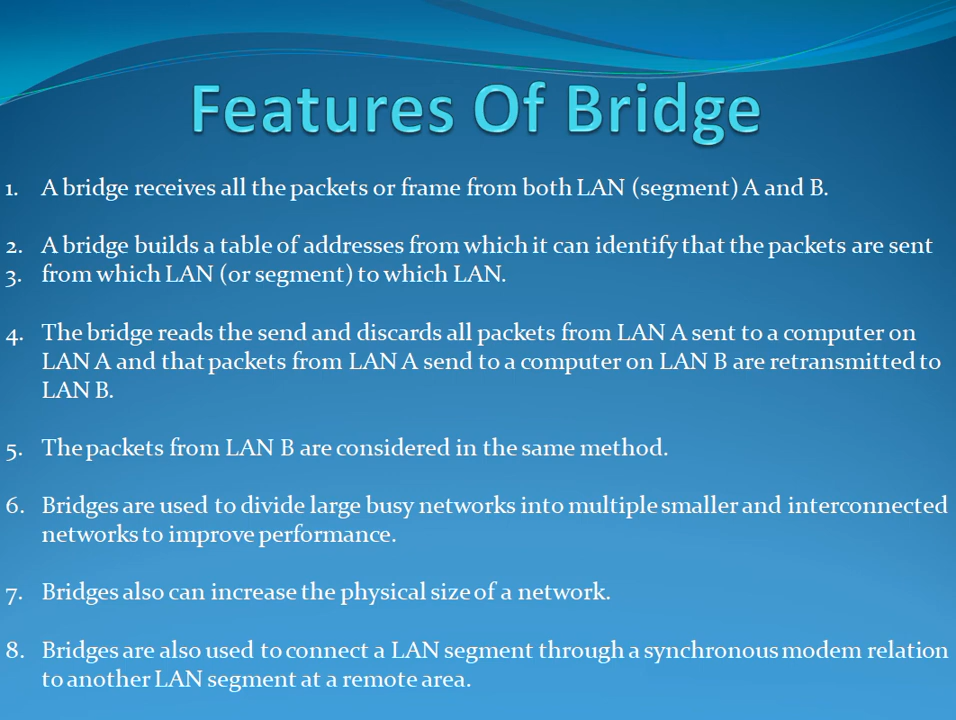 Features Of Bridge
1. A bridge receives all the packets or frame from both LAN (segment) A and B.
2. A bridge builds a table of addresses from which it can identify that the packets are sent
3. from which LAN (or segment) to which LAN.
4. The bridge reads the send and discards all packets from LAN A sent to a computer on
LAN A and that packets from LAN A send to a computer on LAN B are retransmitted to
LAN B.
5. The packets from LAN B are considered in the same method.
6. Bridges are used to divide large busy networks into multiple smaller and interconnected
networks to improve performance.
7. Bridges also can increase the physical size of a network.
8. Bridges are also used to connect a LAN segment through a synchronous modem relation
to another LAN segment at a remote area.